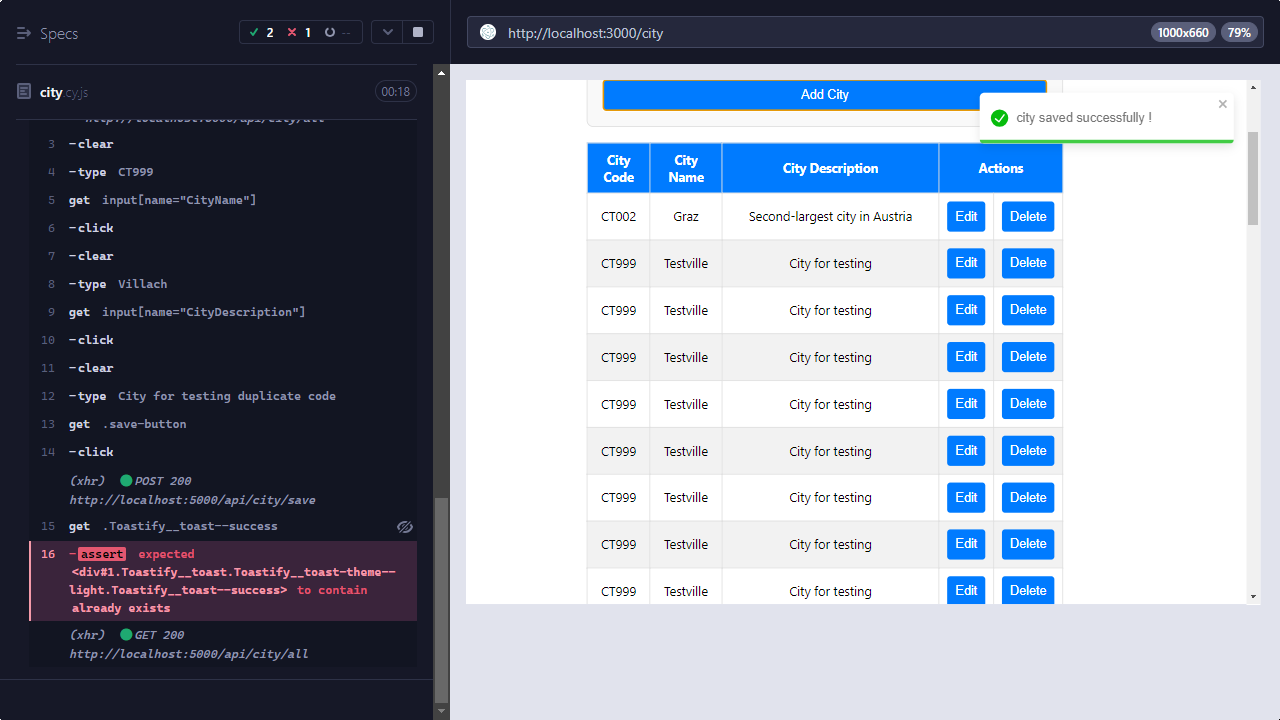 Specs
2
1
--
http://localhost:3000/city
1000x660
79%
city.cy.js
00:18
http://localhost:5000/api/city/all
3 -clear
4 -type CT999
5 get input[name="CityName"]
6 -click
7 -clear
8 -type Villach
9 get input[name="CityDescription"]
10 -click
11 -clear
12 -type City for testing duplicate code
13 get .save-button
14 -click
(xhr) POST 200
http://localhost:5000/api/city/save
15 get .Toastify__toast--success
16 -assert expected
<div#1.Toastify__toast.Toastify__toast-theme--
light.Toastify__toast--success> to contain
already exists
(xhr) GET 200
http://localhost:5000/api/city/all
Add City
city saved successfully !
City Code City Name City Description Actions
CT002 Graz Second-largest city in Austria Edit Delete
CT999 Testville City for testing Edit Delete
CT999 Testville City for testing Edit Delete
CT999 Testville City for testing Edit Delete
CT999 Testville City for testing Edit Delete
CT999 Testville City for testing Edit Delete
CT999 Testville City for testing Edit Delete
CT999 Testville City for testing Edit Delete
CT999 Testville City for testing Edit Delete